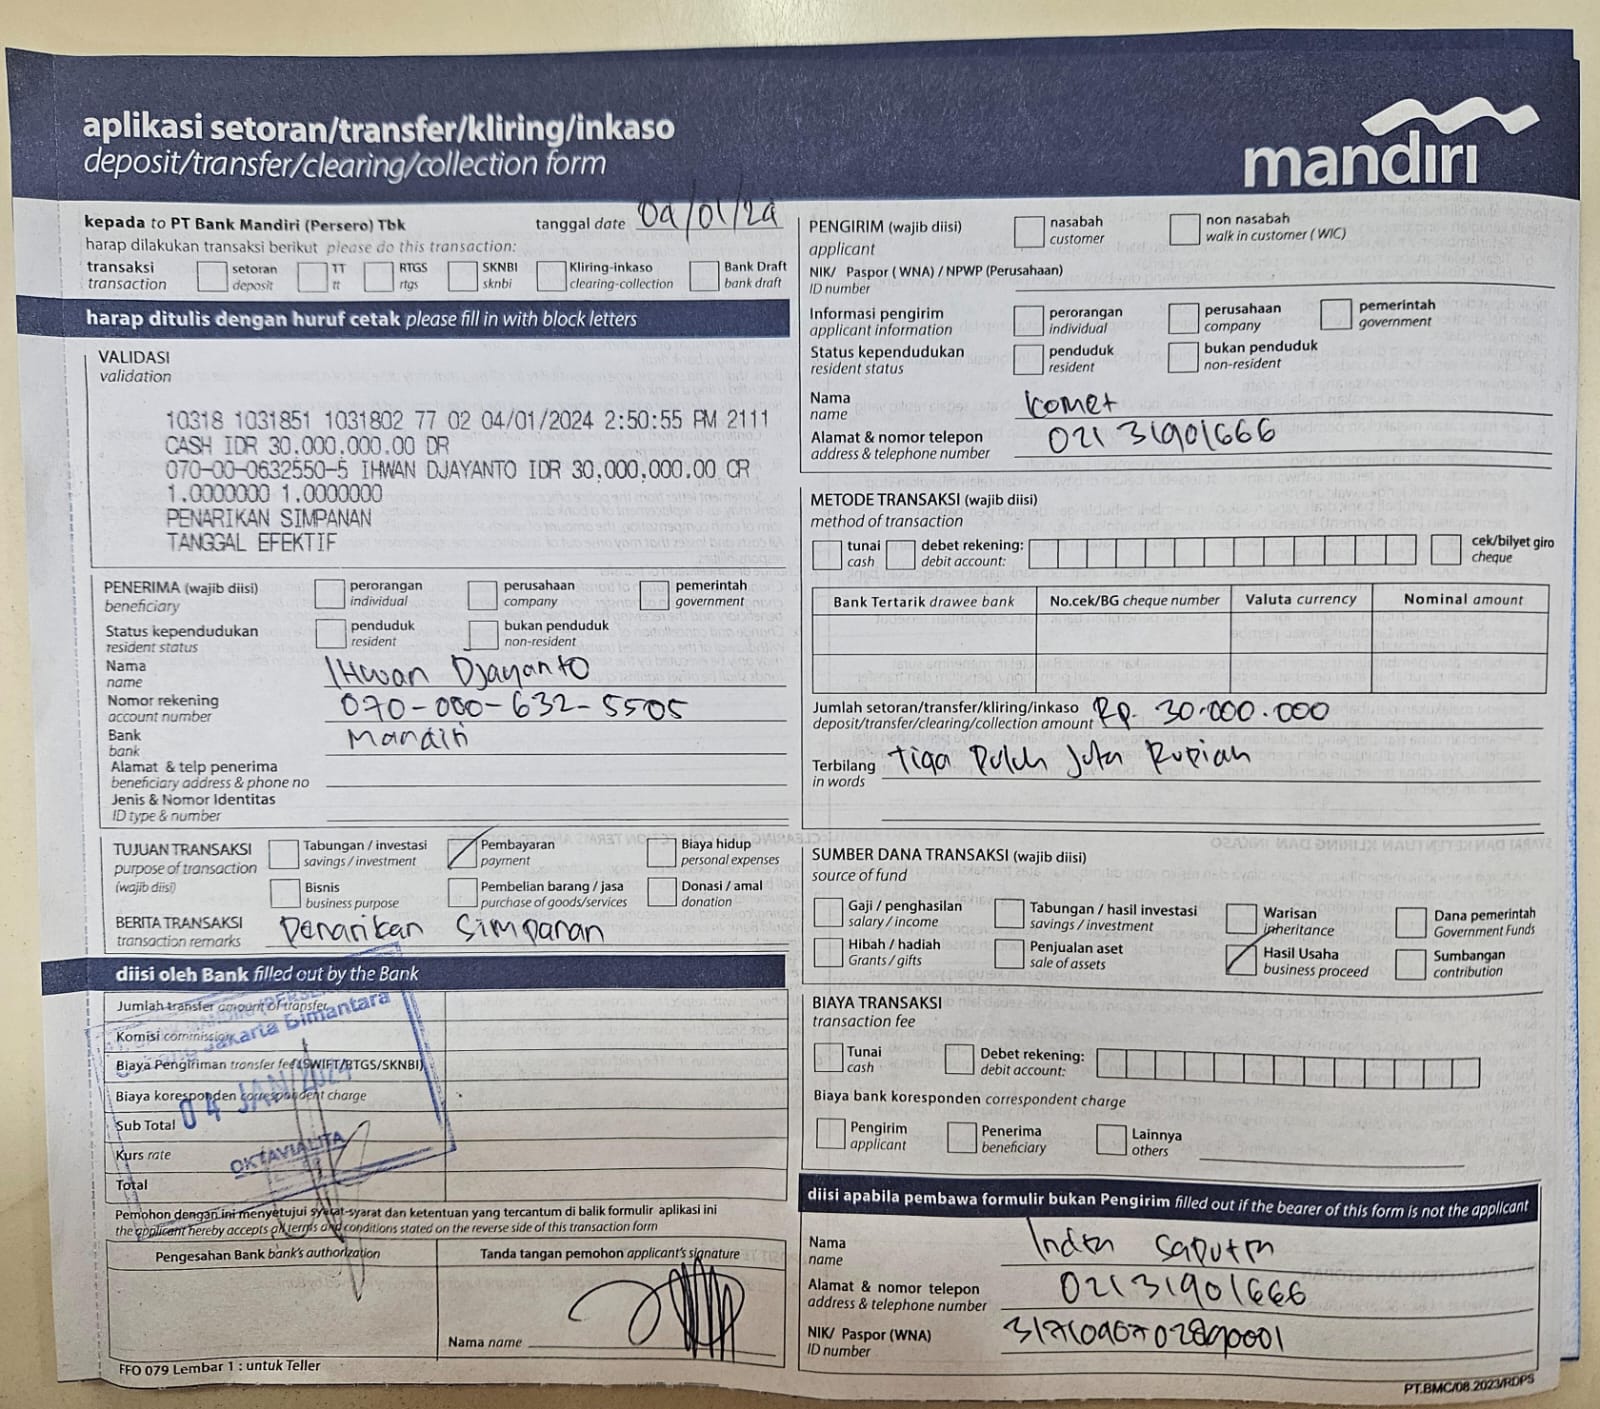 aplikasi setoran/transfer/kliring/inkaso
deposit/transfer/clearing/collection form
mandırı
kepada to PT Bank Mandiri (Persero) Tbk
tanggal date 04/01/24
harap dilakukan transaksi berikut please do this transaction:
transaksi transaction
setoran deposit
TT tt
RTGS rtgs
SKNBI sknbi
Kliring-inkaso clearing-collection
Bank Draft bank draft
harap ditulis dengan huruf cetak please fill in with block letters
VALIDASI
validation
10318 1031851 1031802 77 02 04/01/2024 2:50:55 PM 2111
CASH IDR 30.000.000.00 DR
070-00-0632550-5 IHWAN DJAYANTO IDR 30,000,000.00 CR
1.0000000 1.0000000
PENARIKAN SIMPANAN
TANGGAL EFEKTIF
PENERIMA (wajib diisi)
beneficiary
perorangan individual
perusahaan company
pemerintah government
Status kependudukan
resident status
penduduk resident
bukan penduduk non-resident
Nama
name
IHwan Djayanto
Nomor rekening
account number
070-000-632-5505
Bank
bank
Mandiri
Alamat & telp penerima
beneficiary address & phone no
Jenis & Nomor Identitas
ID type & number
TUJUAN TRANSAKSI
purpose of transaction
(wajib diisi)
Tabungan / investasi savings / investment
Pembayaran payment
Biaya hidup personal expenses
Bisnis business purpose
Pembelian barang / jasa purchase of goods/services
Donasi / amal donation
BERITA TRANSAKSI
transaction remarks
Penarikan Simpanan
diisi oleh Bank filled out by the Bank
Jumlah transfer amount of transfer
Komisi commission
Biaya Pengiriman transfer fee (SWIFT/RTGS/SKNBI)
Biaya koresponden correspondent charge
Sub Total
Kurs rate
Total
Jakarta Bimantara
04 JAN 2024
OKTAVIALITA
Pemohon dengan ini menyetujui syarat-syarat dan ketentuan yang tercantum di balik formulir aplikasi ini
the applicant hereby accepts all terms and conditions stated on the reverse side of this transaction form
Pengesahan Bank bank's authorization
Tanda tangan pemohon applicant's signature
Nama name
FFO 079 Lembar 1 : untuk Teller
PENGIRIM (wajib diisi)
applicant
nasabah customer
non nasabah walk in customer ( WIC)
NIK/ Paspor ( WNA) / NPWP (Perusahaan)
ID number
Informasi pengirim
applicant information
perorangan individual
perusahaan company
pemerintah government
Status kependudukan
resident status
penduduk resident
bukan penduduk non-resident
Nama
name
Komet
Alamat & nomor telepon
address & telephone number
021 31901666
METODE TRANSAKSI (wajib diisi)
method of transaction
tunai cash
debet rekening: debit account:
cek/bilyet giro cheque
Bank Tertarik drawee bank
No.cek/BG cheque number
Valuta currency
Nominal amount
Jumlah setoran/transfer/kliring/inkaso
deposit/transfer/clearing/collection amount
Rp. 30.000.000
Terbilang
in words
Tiga Puluh Juta Rupiah
SUMBER DANA TRANSAKSI (wajib diisi)
source of fund
Gaji / penghasilan salary / income
Tabungan / hasil investasi savings / investment
Warisan inheritance
Dana pemerintah Government Funds
Hibah / hadiah Grants / gifts
Penjualan aset sale of assets
Hasil Usaha business proceed
Sumbangan contribution
BIAYA TRANSAKSI
transaction fee
Tunai cash
Debet rekening: debit account:
Biaya bank koresponden correspondent charge
Pengirim applicant
Penerima beneficiary
Lainnya others
diisi apabila pembawa formulir bukan Pengirim filled out if the bearer of this form is not the applicant
Nama
name
Indra Saputra
Alamat & nomor telepon
address & telephone number
02131901666
NIK/ Paspor (WNA)
ID number
3171090702890001
PT.BMC/08.2023/RDPS